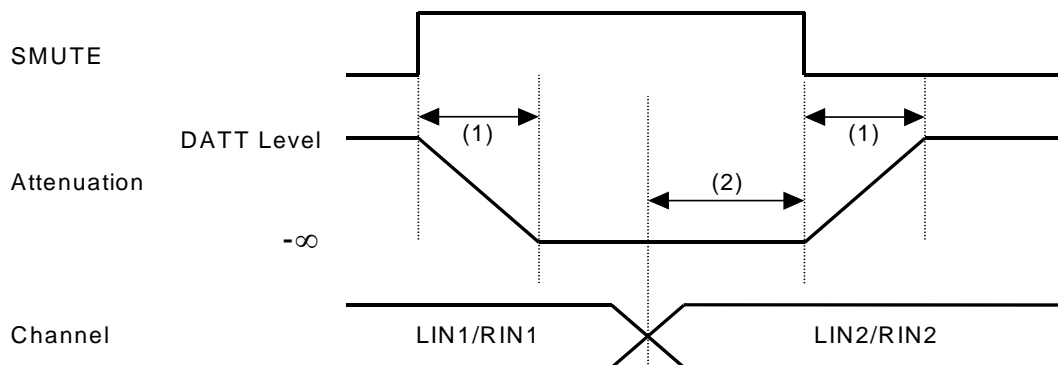 SMUTE
DATT Level
(1)
(1)
Attenuation
(2)
-∞
Channel
LIN1/RIN1
LIN2/RIN2